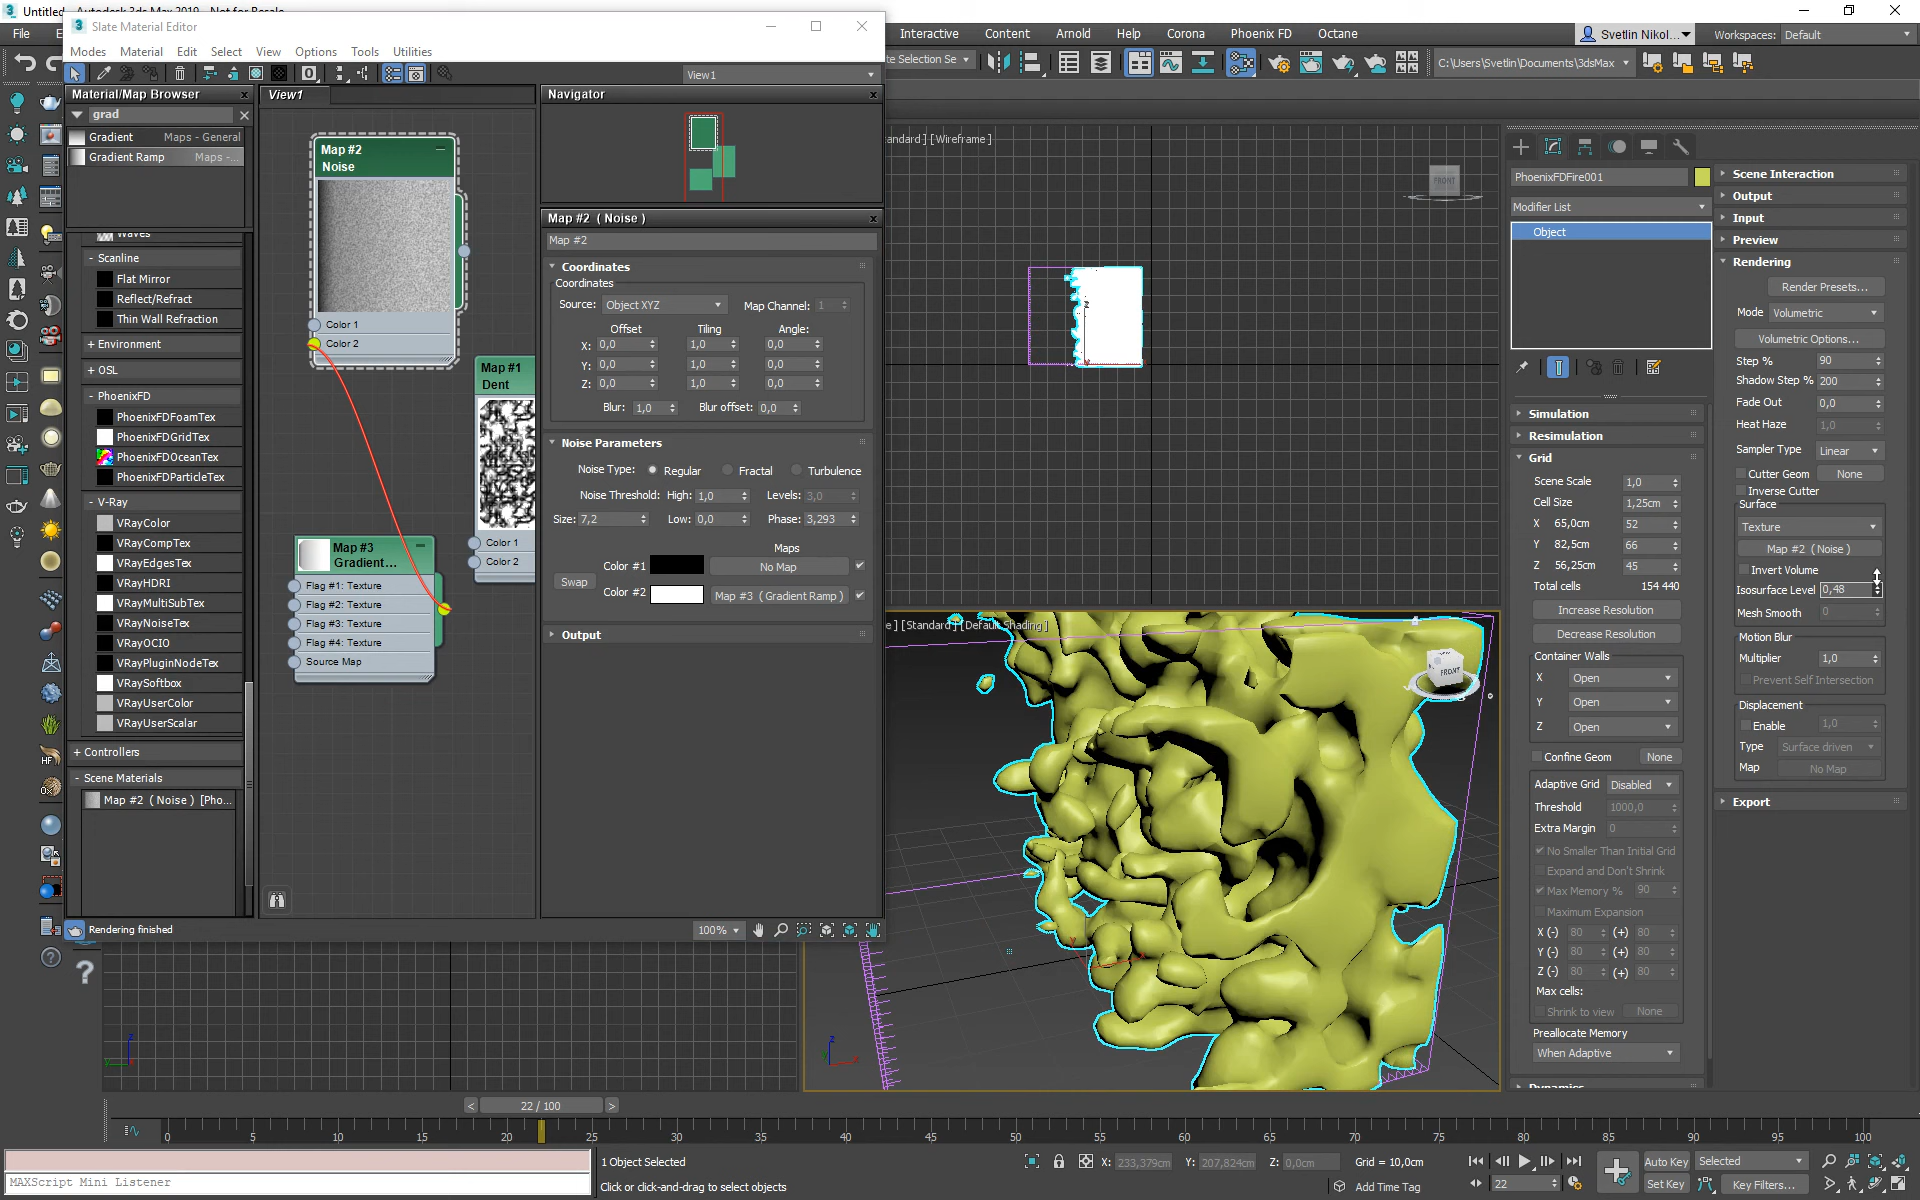 Untitled - Autodesk 3ds Max 2019 - Not for Resale
Slate Material Editor
File
Interactive Content Arnold Help Corona Phoenix FD Octane
Svetlin Nikol... Workspaces: Default
Modes Material Edit Select View Options Tools Utilities
View1
te Selection Se
C:\Users\Svetlin\Documents\3dsMax
Material/Map Browser
View1
Navigator
grad
Gradient Maps - General
Gradient Ramp Maps -...
Waves
- Scanline
Flat Mirror
Reflect/Refract
Thin Wall Refraction
+ Environment
+ OSL
- PhoenixFD
PhoenixFDFoamTex
PhoenixFDGridTex
PhoenixFDOceanTex
PhoenixFDParticleTex
- V-Ray
VRayColor
VRayCompTex
VRayEdgesTex
VRayHDRI
VRayMultiSubTex
VRayNoiseTex
VRayOCIO
VRayPluginNodeTex
VRaySoftbox
VRayUserColor
VRayUserScalar
+ Controllers
- Scene Materials
Map #2 ( Noise ) [Pho...
Rendering finished
100%
Map #2
Noise
Color 1
Color 2
Map #1
Dent
Color 1
Color 2
Map #3
Gradient...
Flag #1: Texture
Flag #2: Texture
Flag #3: Texture
Flag #4: Texture
Source Map
Map #2 ( Noise )
Map #2
Coordinates
Coordinates
Source: Object XYZ Map Channel: 1
Offset Tiling Angle:
X: 0,0 1,0 0,0
Y: 0,0 1,0 0,0
Z: 0,0 1,0 0,0
Blur: 1,0 Blur offset: 0,0
Noise Parameters
Noise Type: Regular Fractal Turbulence
Noise Threshold: High: 1,0 Levels: 3,0
Size: 7,2 Low: 0,0 Phase: 3,293
Maps
Color #1 No Map
Swap
Color #2 Map #3 ( Gradient Ramp )
Output
andard ] [Wireframe ]
FRONT
e ] [Standard ] [Default Shading ]
FRONT
PhoenixFDFire001
Modifier List
Object
Simulation
Resimulation
Grid
Scene Scale 1,0
Cell Size 1,25cm
X 65,0cm 52
Y 82,5cm 66
Z 56,25cm 45
Total cells 154 440
Increase Resolution
Decrease Resolution
Container Walls
X Open
Y Open
Z Open
Confine Geom None
Adaptive Grid Disabled
Threshold 1000,0
Extra Margin 0
No Smaller Than Initial Grid
Expand and Don't Shrink
Max Memory % 90
Maximum Expansion
X (-) 80 (+) 80
Y (-) 80 (+) 80
Z (-) 80 (+) 80
Max cells:
Shrink to view None
Preallocate Memory
When Adaptive
Dynamics
Scene Interaction
Output
Input
Preview
Rendering
Render Presets...
Mode Volumetric
Volumetric Options...
Step % 90
Shadow Step % 200
Fade Out 0,0
Heat Haze 1,0
Sampler Type Linear
Cutter Geom None
Inverse Cutter
Surface
Texture
Map #2 ( Noise )
Invert Volume
Isosurface Level 0,48
Mesh Smooth 0
Motion Blur
Multiplier 1,0
Prevent Self Intersection
Displacement
Enable 1,0
Type Surface driven
Map No Map
Export
< 22 / 100 >
0 5 10 15 20 25 30 35 40 45 50 55 60 65 70 75 80 85 90 95 100
1 Object Selected
X: 233,379cm Y: 207,824cm Z: 0,0cm Grid = 10,0cm
Auto Key Selected
MAXScript Mini Listener
Click or click-and-drag to select objects
Add Time Tag
22
Set Key Key Filters...